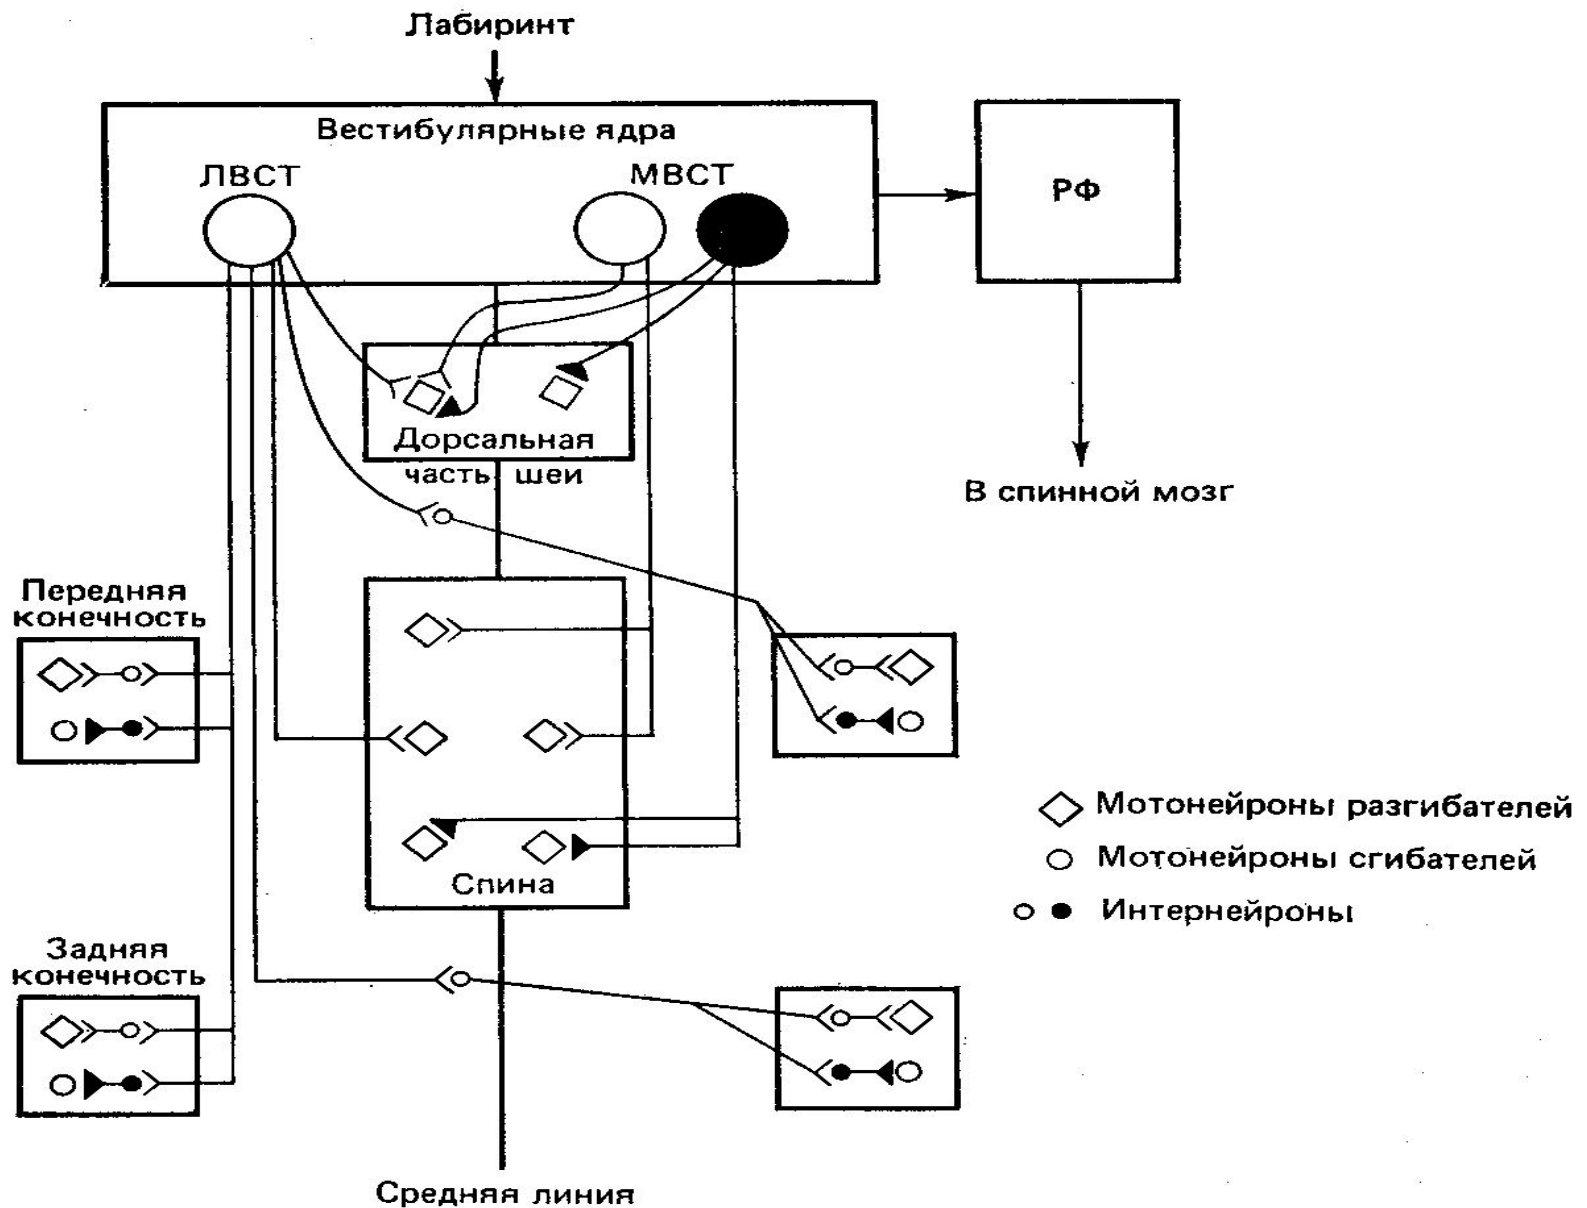 Лабиринт
Вестибулярные ядра
ЛВСТ
МВСТ
РФ
Дорсальная
часть шеи
В спинной мозг
Передняя
конечность
Мотонейроны разгибателей
Мотонейроны сгибателей
Интернейроны
Спина
Задняя
конечность
Средняя линия